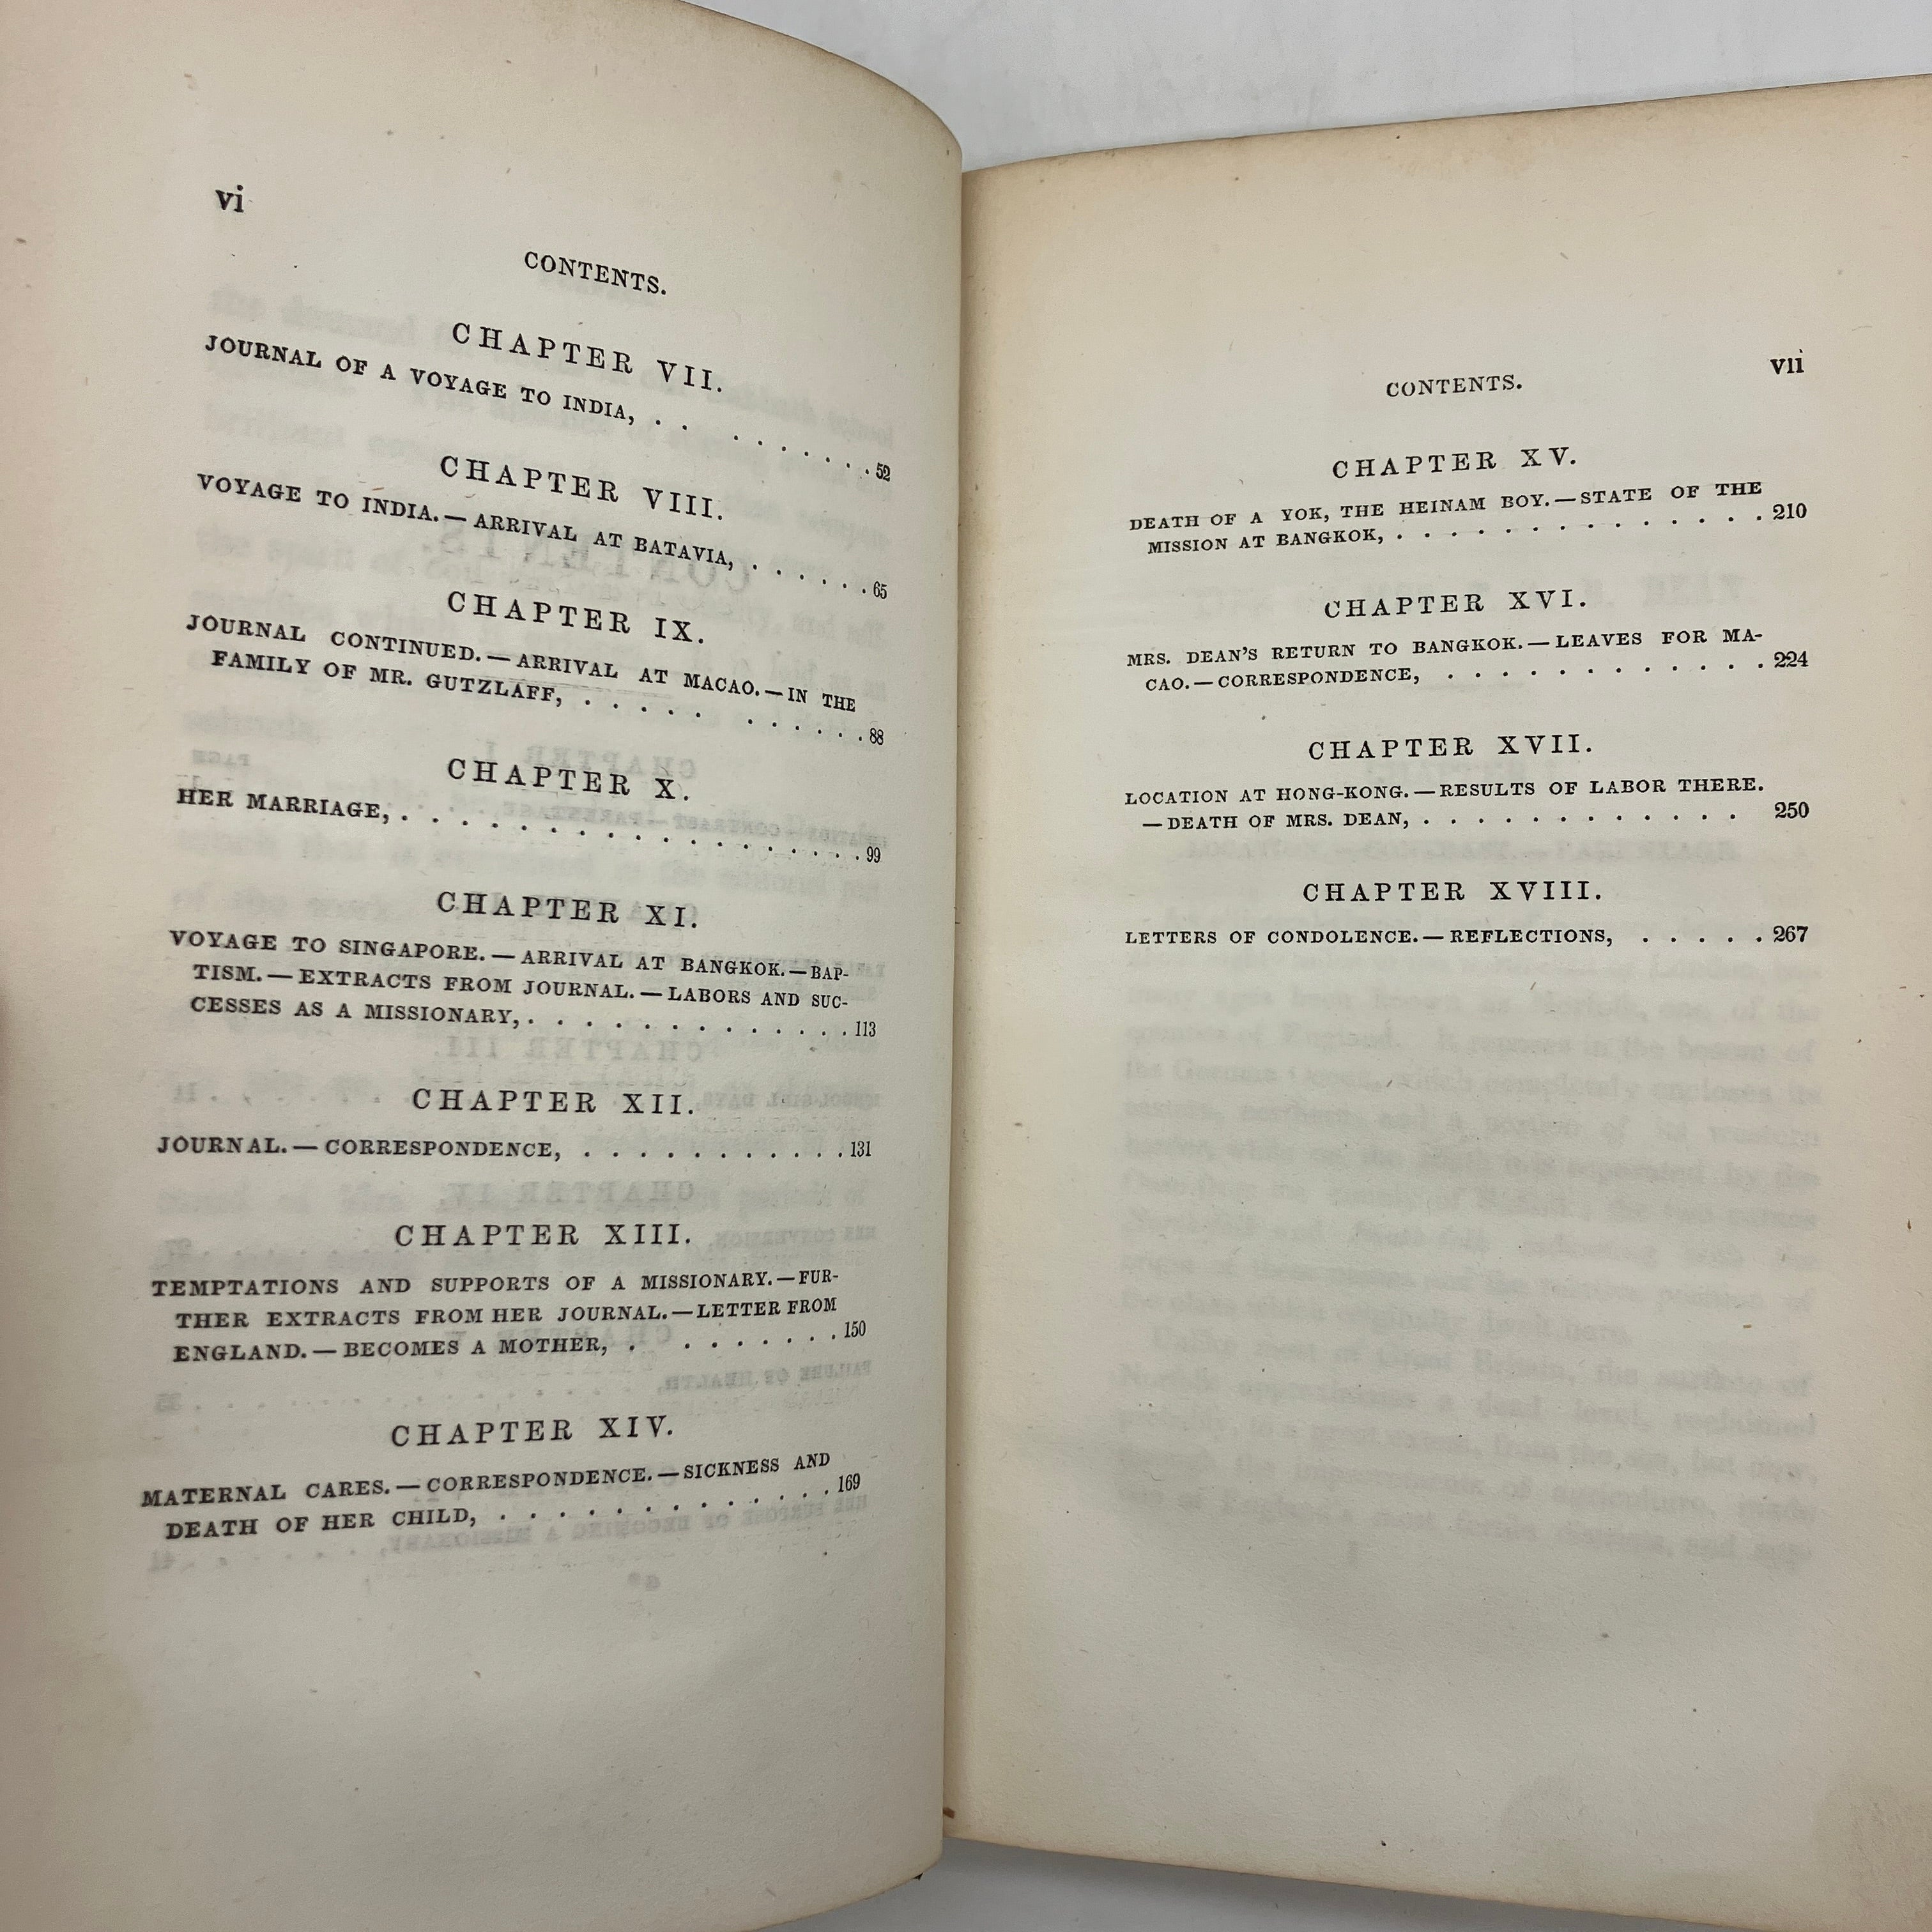 vi
CONTENTS.
CHAPTER VII.
JOURNAL OF A VOYAGE TO INDIA, . . . . . . . . . . 52
CHAPTER VIII.
VOYAGE TO INDIA. — ARRIVAL AT BATAVIA, . . . . . . 65
CHAPTER IX.
JOURNAL CONTINUED. — ARRIVAL AT MACAO. — IN THE
FAMILY OF MR. GUTZLAFF, . . . . . . . . . . . 88
CHAPTER X.
HER MARRIAGE, . . . . . . . . . . . . . . . . . 99
CHAPTER XI.
VOYAGE TO SINGAPORE. — ARRIVAL AT BANGKOK. — BAP-
TISM. — EXTRACTS FROM JOURNAL. — LABORS AND SUC-
CESSES AS A MISSIONARY, . . . . . . . . . . . . 113
CHAPTER XII.
JOURNAL. — CORRESPONDENCE, . . . . . . . . . . . 131
CHAPTER XIII.
TEMPTATIONS AND SUPPORTS OF A MISSIONARY. — FUR-
THER EXTRACTS FROM HER JOURNAL. — LETTER FROM
ENGLAND. — BECOMES A MOTHER, . . . . . . . . 150
CHAPTER XIV.
MATERNAL CARES. — CORRESPONDENCE. — SICKNESS AND
DEATH OF HER CHILD, . . . . . . . . . . . . . 169
vii
CONTENTS.
CHAPTER XV.
DEATH OF A YOK, THE HEINAM BOY. — STATE OF THE
MISSION AT BANGKOK, . . . . . . . . . . . . . . 210
CHAPTER XVI.
MRS. DEAN'S RETURN TO BANGKOK. — LEAVES FOR MA-
CAO. — CORRESPONDENCE, . . . . . . . . . . . . 224
CHAPTER XVII.
LOCATION AT HONG-KONG. — RESULTS OF LABOR THERE.
— DEATH OF MRS. DEAN, . . . . . . . . . . . . 250
CHAPTER XVIII.
LETTERS OF CONDOLENCE. — REFLECTIONS, . . . . . 267